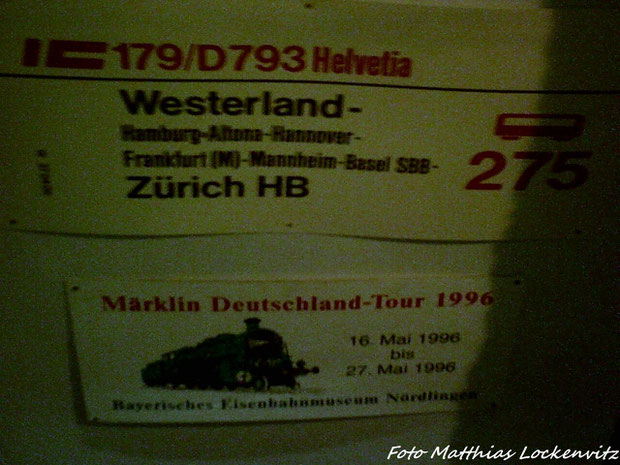 IC 179/D793 Helvetia
Westerland-
Hamburg-Altona-Hannover-
Frankfurt (M)-Mannheim-Basel SBB-
Zürich HB
275
Märklin Deutschland-Tour 1996
16. Mai 1996
bis
27. Mai 1996
Bayerisches Eisenbahnmuseum Nördlingen
Foto Matthias Lockenvitz